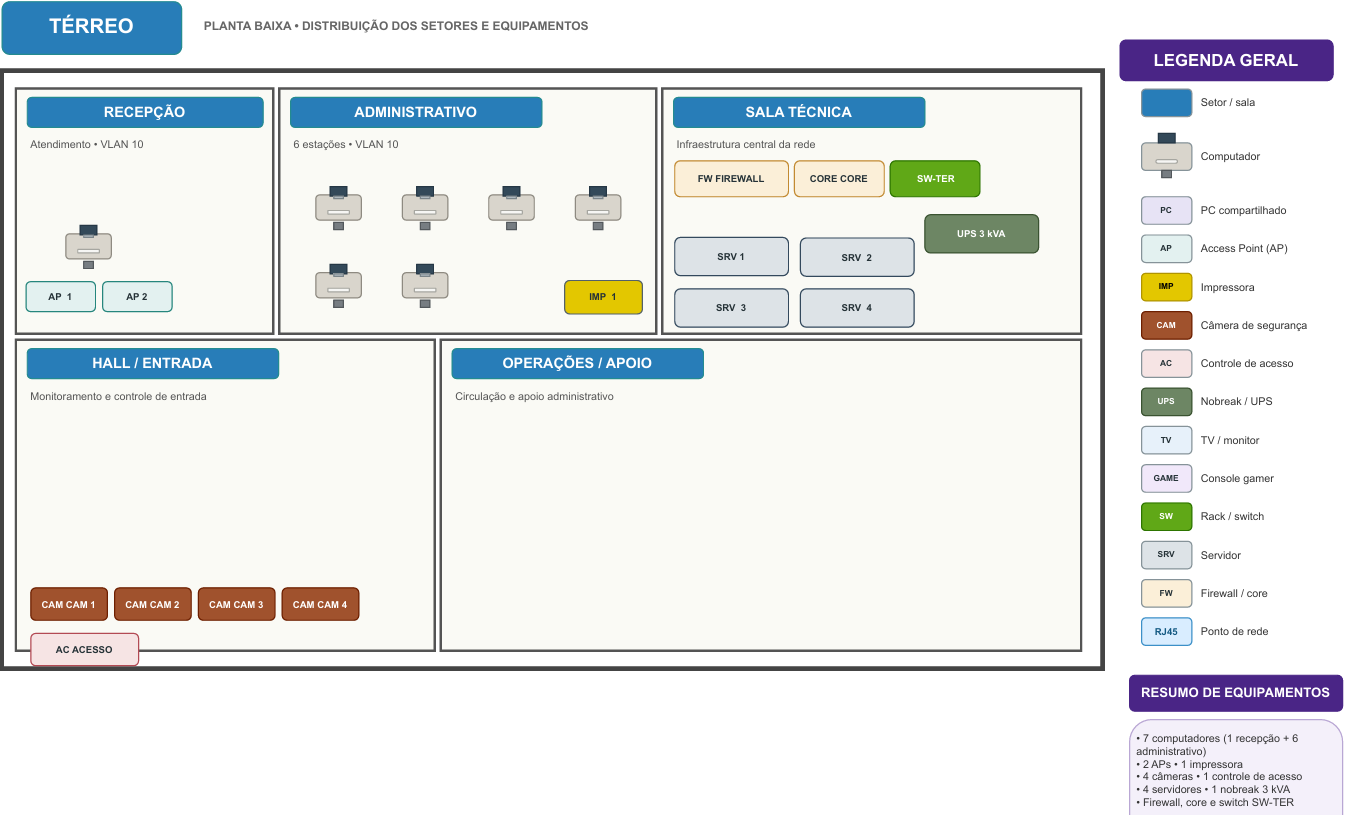 TÉRREO
PLANTA BAIXA • DISTRIBUIÇÃO DOS SETORES E EQUIPAMENTOS
RECEPÇÃO
Atendimento • VLAN 10
AP 1
AP 2
ADMINISTRATIVO
6 estações • VLAN 10
IMP 1
SALA TÉCNICA
Infraestrutura central da rede
FW FIREWALL
CORE CORE
SW-TER
UPS 3 kVA
SRV 1
SRV 2
SRV 3
SRV 4
HALL / ENTRADA
Monitoramento e controle de entrada
CAM CAM 1
CAM CAM 2
CAM CAM 3
CAM CAM 4
AC ACESSO
OPERAÇÕES / APOIO
Circulação e apoio administrativo
LEGENDA GERAL
Setor / sala
Computador
PC
PC compartilhado
AP
Access Point (AP)
IMP
Impressora
CAM
Câmera de segurança
AC
Controle de acesso
UPS
Nobreak / UPS
TV
TV / monitor
GAME
Console gamer
SW
Rack / switch
SRV
Servidor
FW
Firewall / core
RJ45
Ponto de rede
RESUMO DE EQUIPAMENTOS
• 7 computadores (1 recepção + 6
administrativo)
• 2 APs • 1 impressora
• 4 câmeras • 1 controle de acesso
• 4 servidores • 1 nobreak 3 kVA
• Firewall, core e switch SW-TER